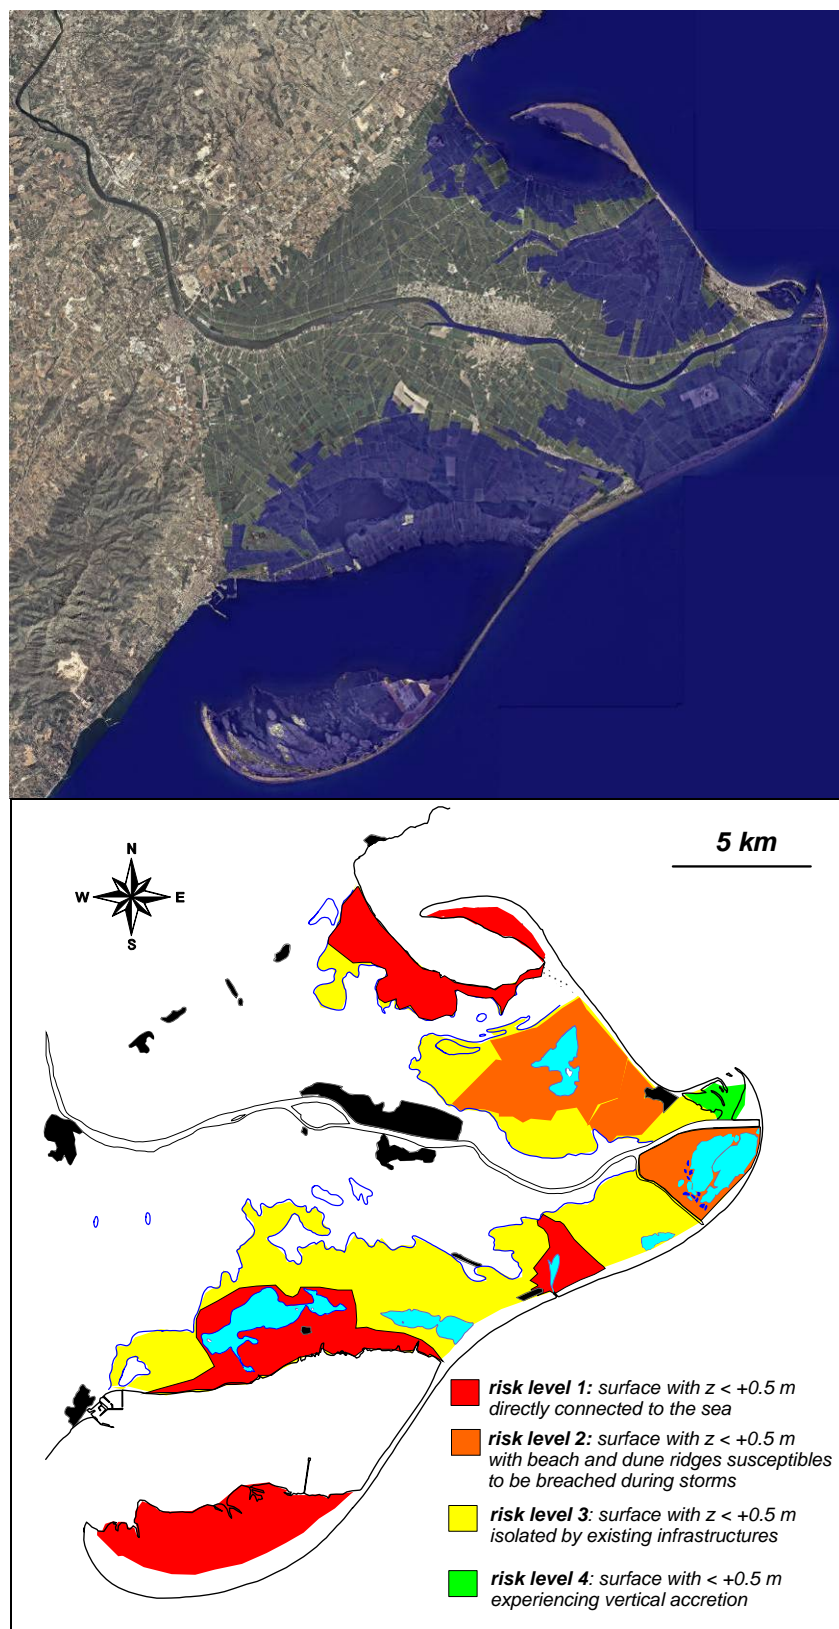 5 km
N
W E
S
risk level 1: surface with z < +0.5 m
directly connected to the sea
risk level 2: surface with z < +0.5 m
with beach and dune ridges susceptibles
to be breached during storms
risk level 3: surface with z < +0.5 m
isolated by existing infrastructures
risk level 4: surface with < +0.5 m
experiencing vertical accretion